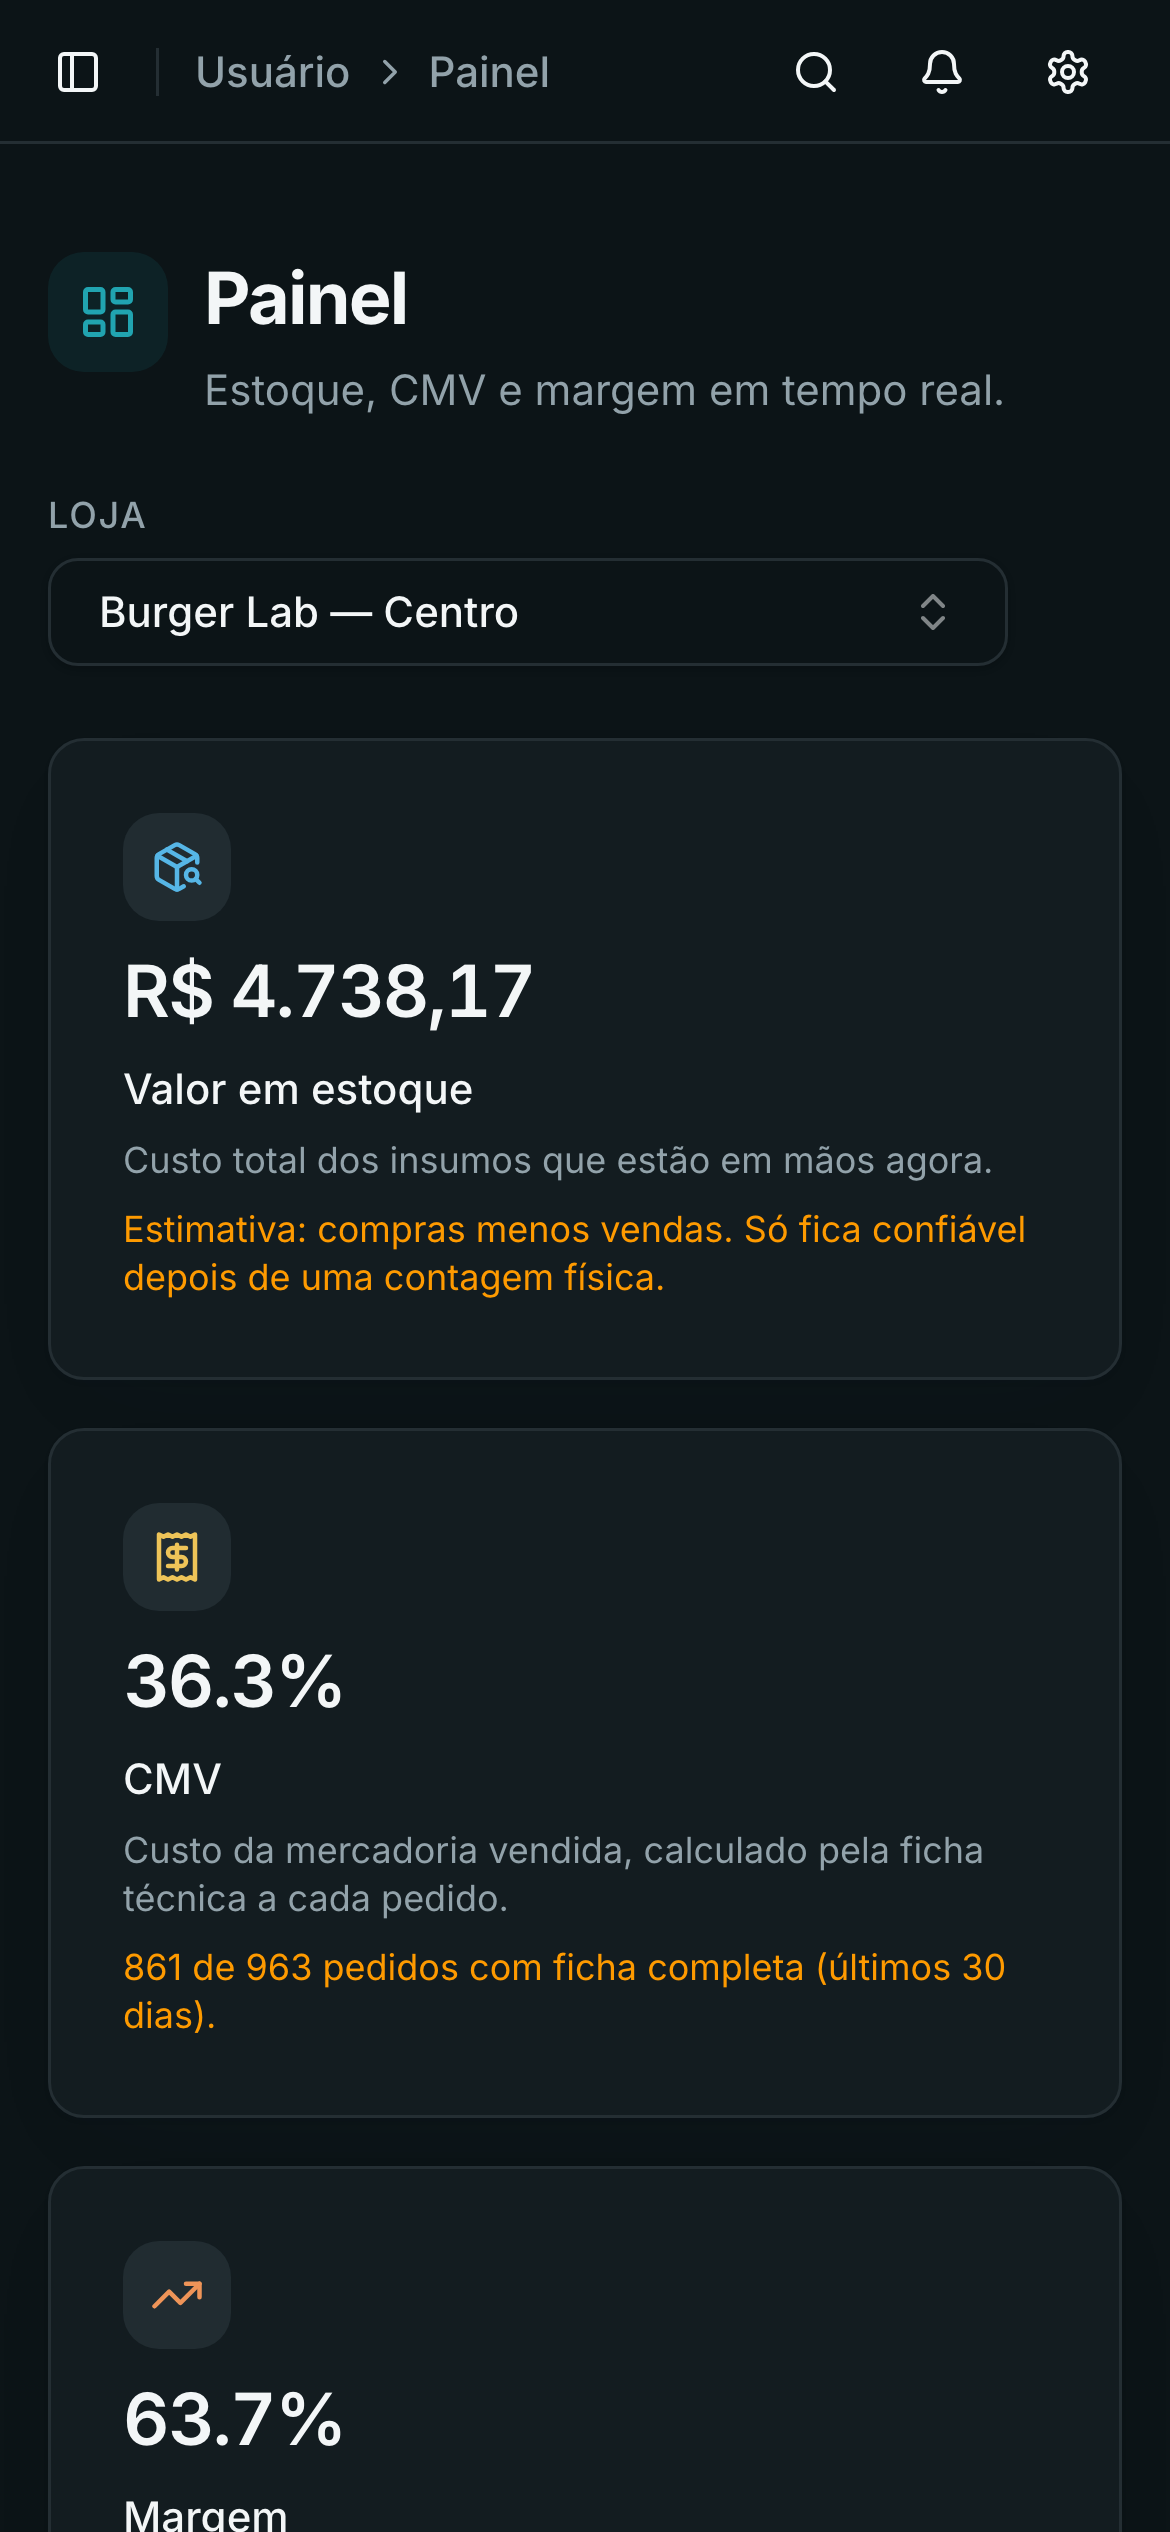 Usuário > Painel
Painel
Estoque, CMV e margem em tempo real.
LOJA
Burger Lab — Centro
R$ 4.738,17
Valor em estoque
Custo total dos insumos que estão em mãos agora.
Estimativa: compras menos vendas. Só fica confiável
depois de uma contagem física.
36.3%
CMV
Custo da mercadoria vendida, calculado pela ficha
técnica a cada pedido.
861 de 963 pedidos com ficha completa (últimos 30
dias).
63.7%
Margem